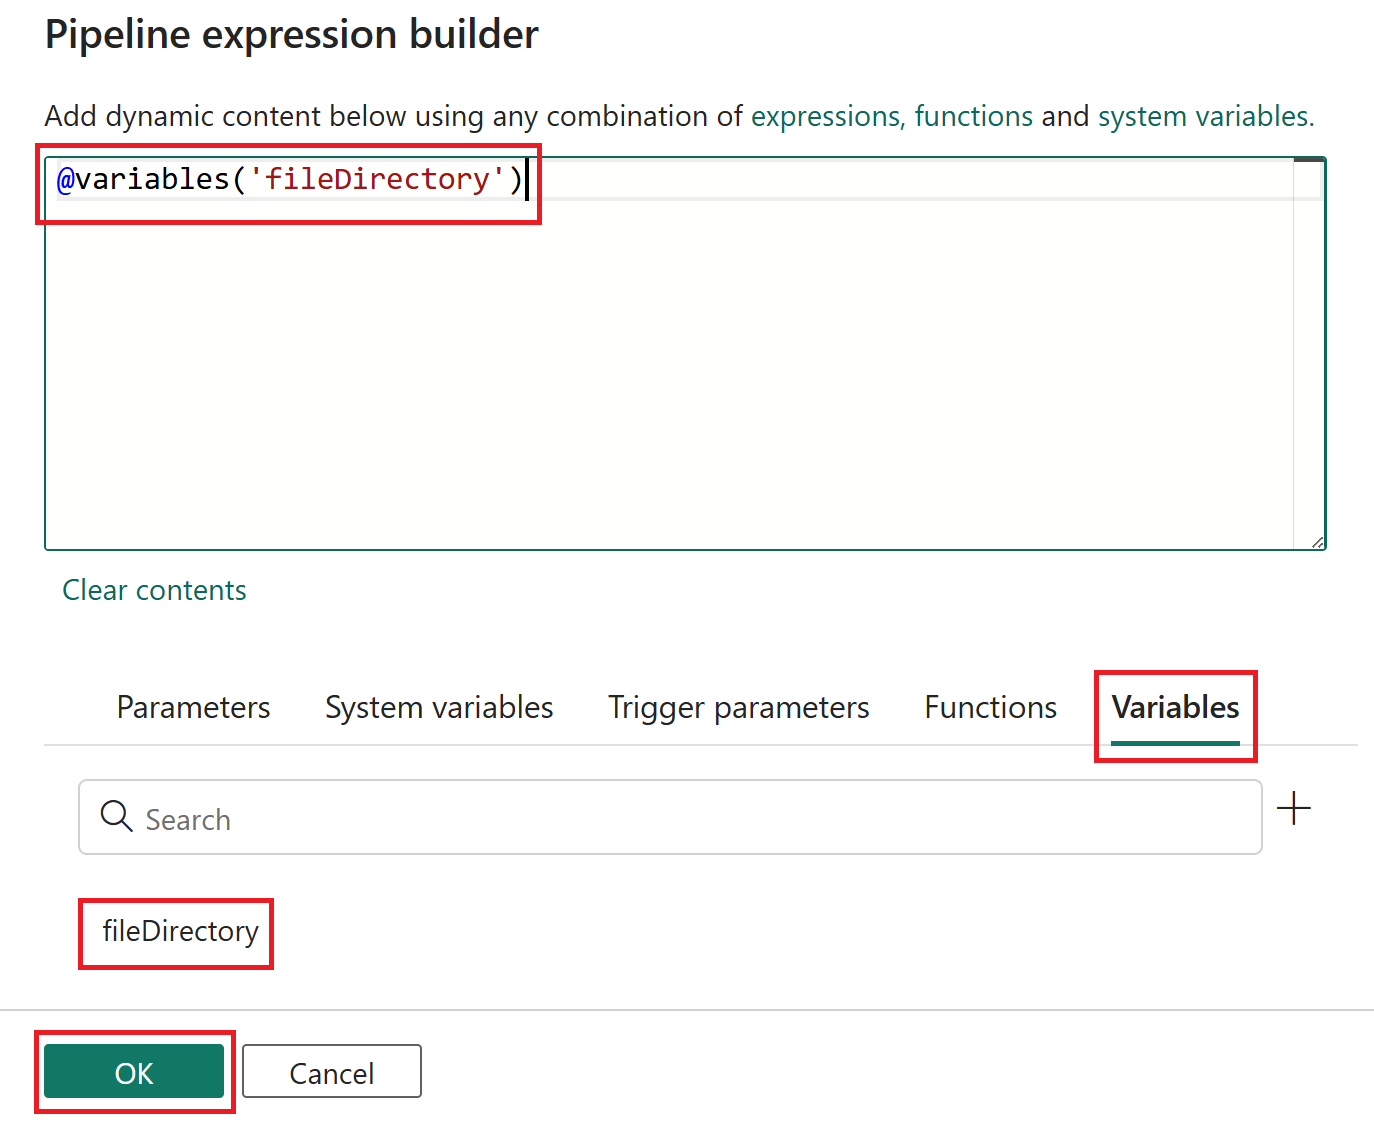 Pipeline expression builder
Add dynamic content below using any combination of expressions, functions and system variables.
@variables('fileDirectory')
Clear contents
Parameters System variables Trigger parameters Functions Variables
Search
fileDirectory
OK Cancel